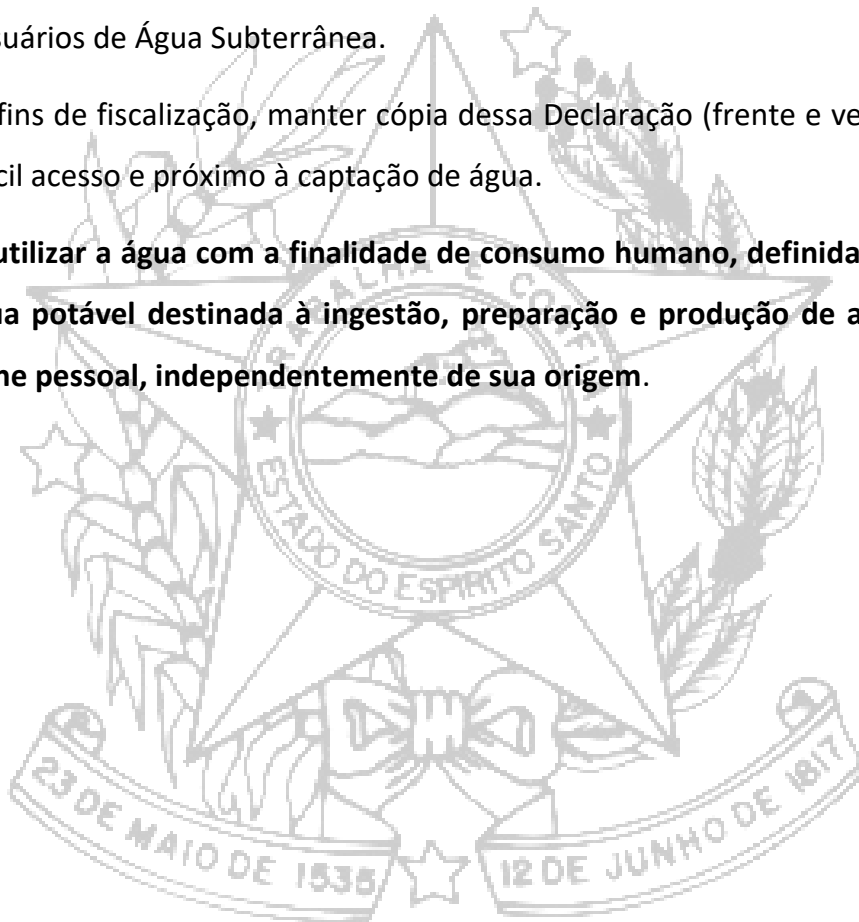 suários de Água Subterrânea.
fins de fiscalização, manter cópia dessa Declaração (frente e ve
cil acesso e próximo à captação de água.
utilizar a água com a finalidade de consumo humano, definida
ua potável destinada à ingestão, preparação e produção de a
ne pessoal, independentemente de sua origem.
TRABALHA E CONFI
ESTADO DO ESPIRITO SANTO
23 DE MAIO DE 1535
12 DE JUNHO DE 1817